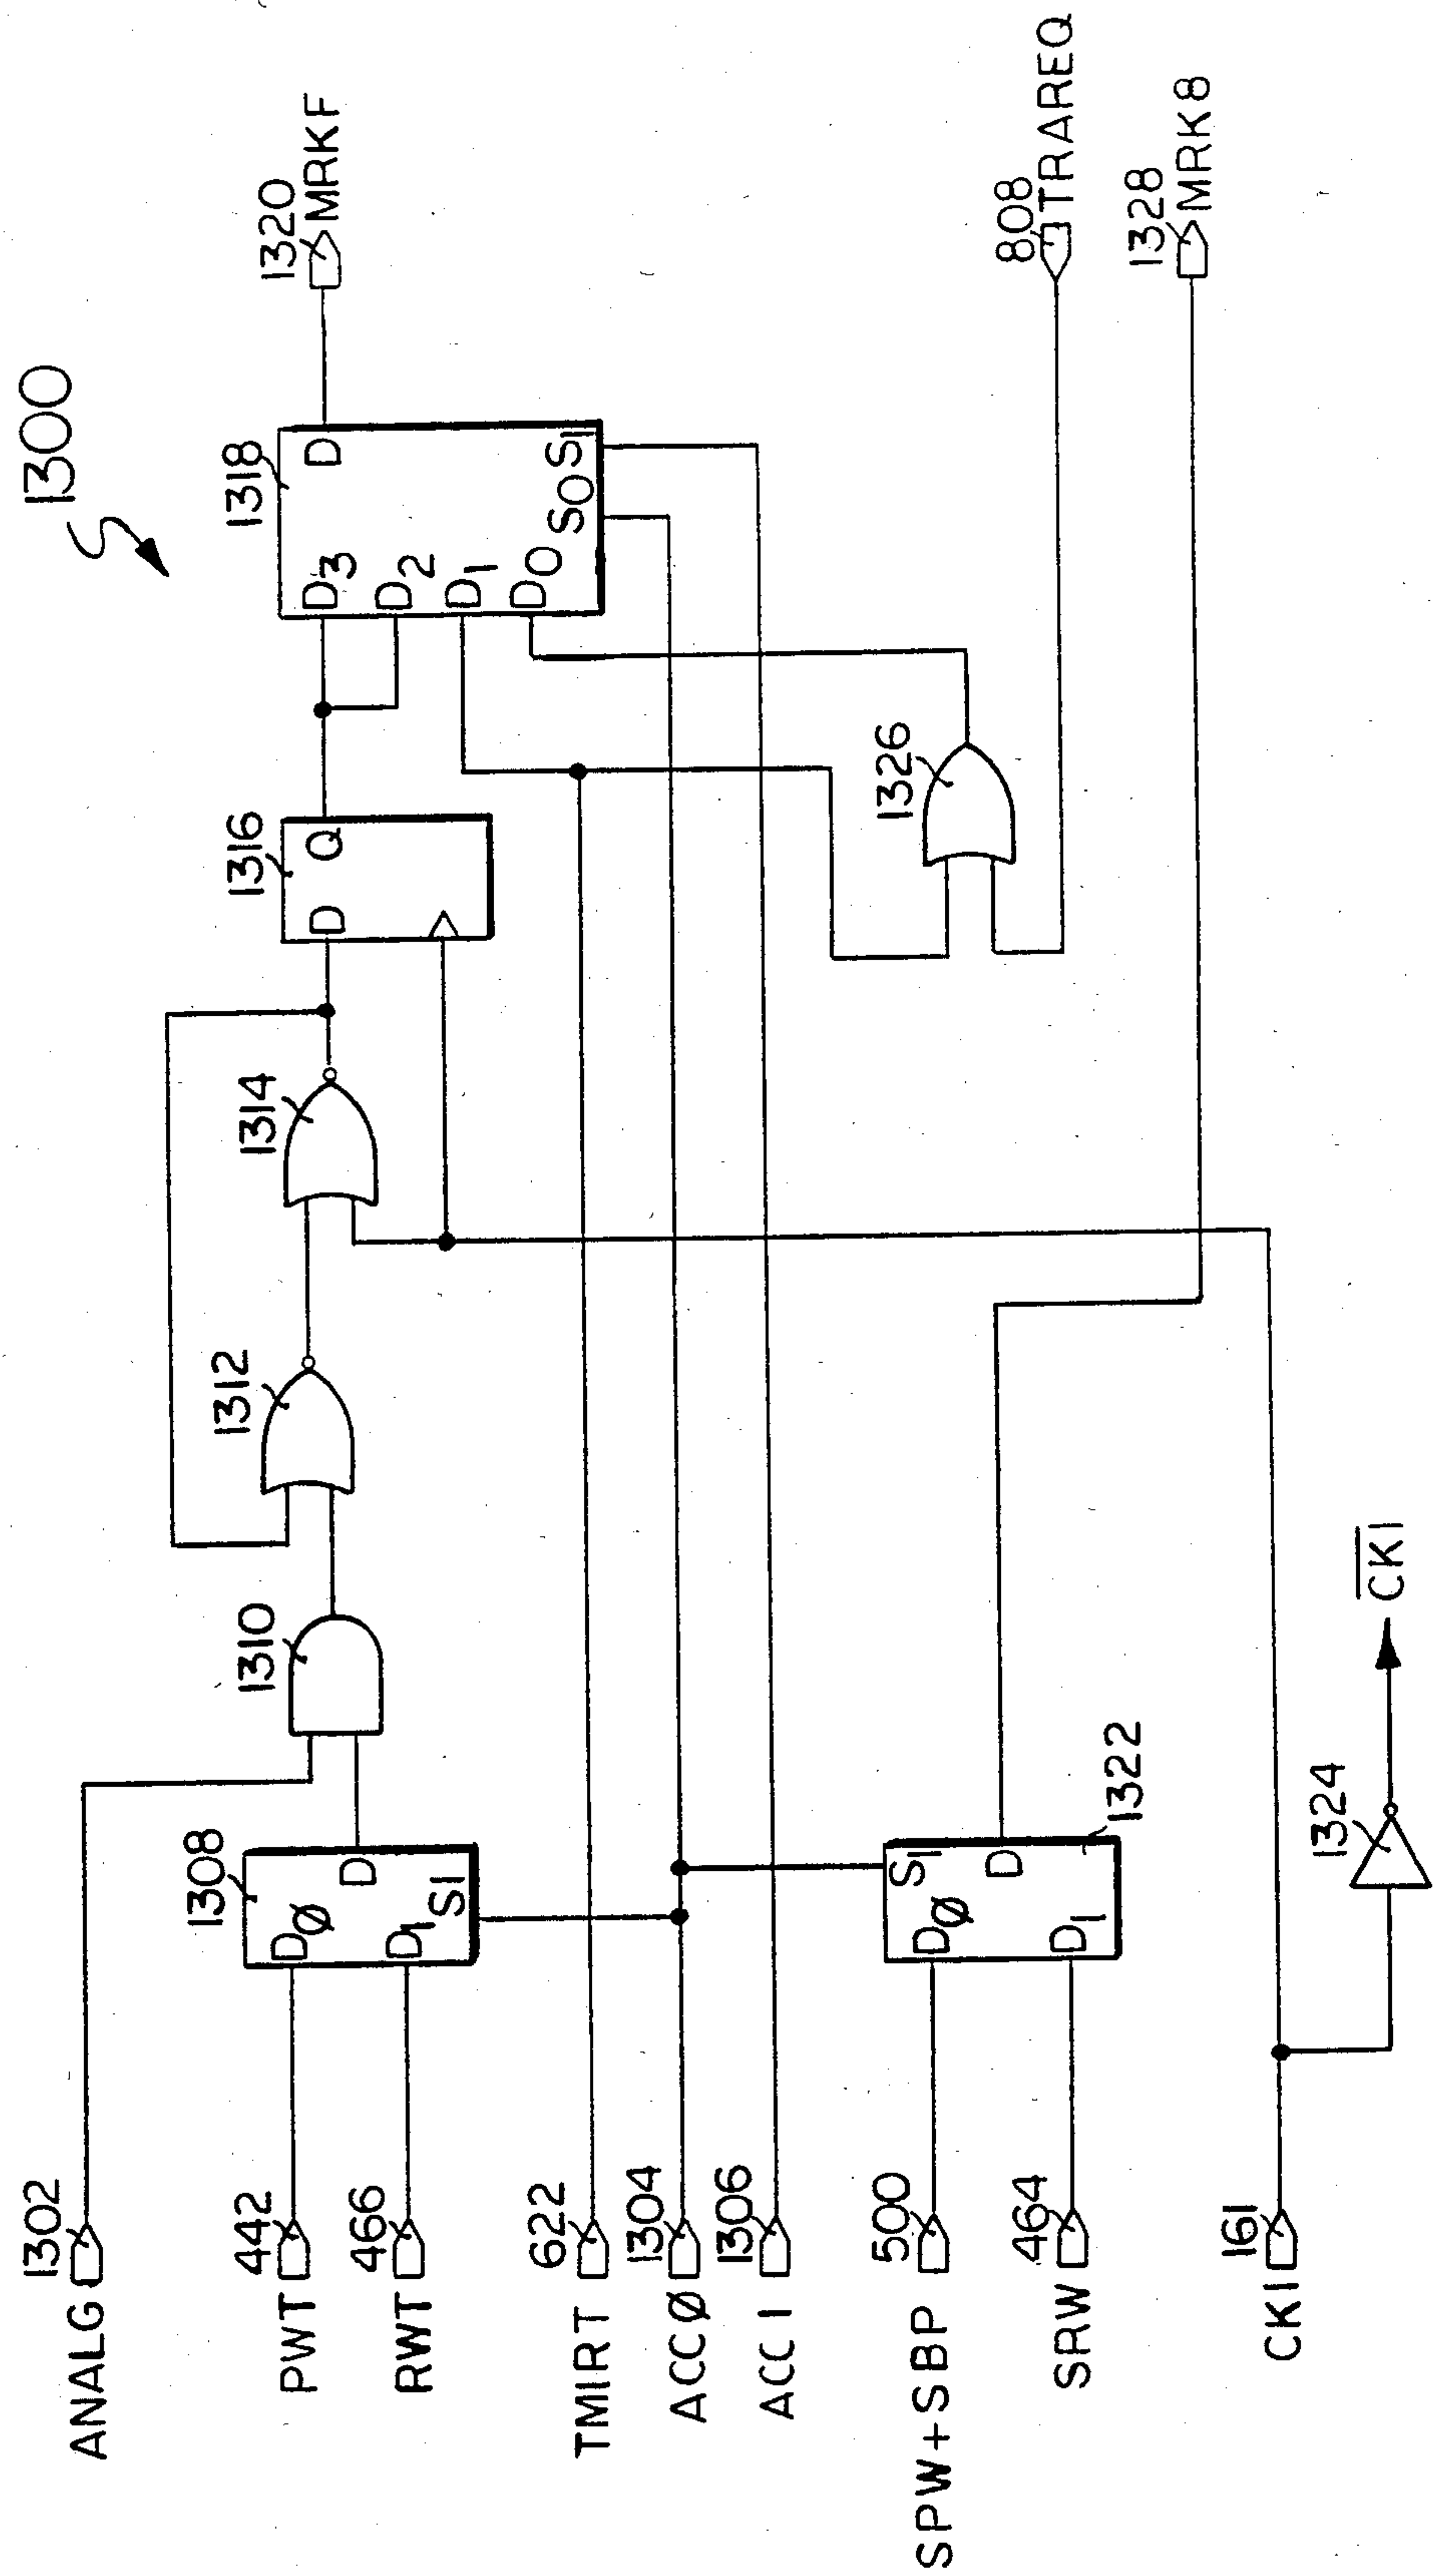 1300
1302
ANALG
442
PWT
466
RWT
622
TMIRT
1304
ACCØ
1306
ACC1
500
SPW+SBP
464
SRW
161
CK1
1308
DØ
D1
D
S1
1310
1312
1314
1316
D
Q
1318
D3
D2
D1
D0
D
S0
S1
1320
MRKF
1322
DØ
D1
D
S1
1324
CK1
1326
808
TRAREQ
1328
MRK8